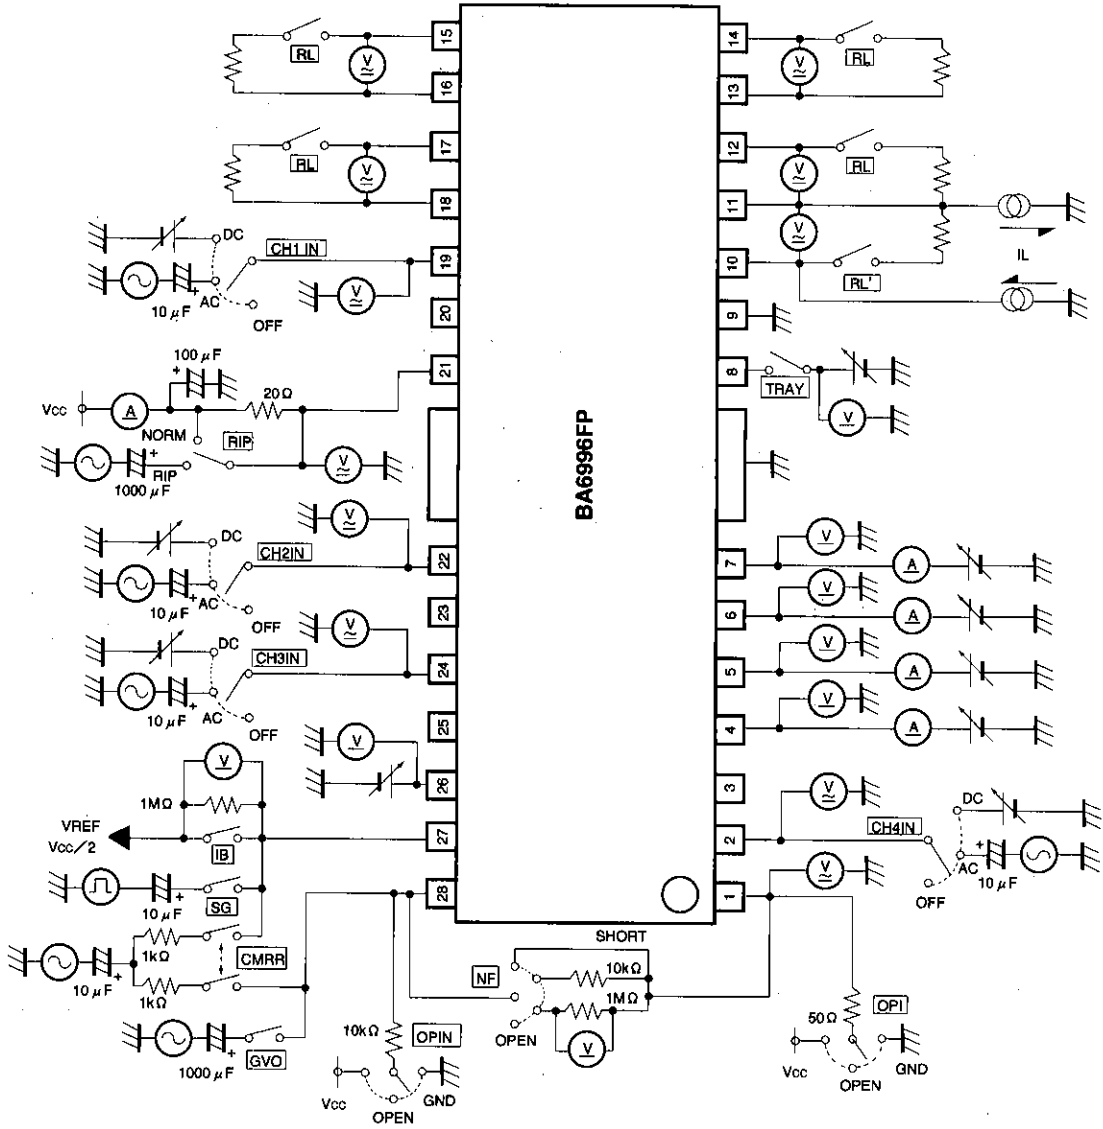 BA6996FP
15
RL
V
16
17
RL
V
18
DC
CH1 IN
19
10 μF
+
AC
OFF
V
20
100 μF
+
21
Vcc
A
20Ω
NORM
RIP
+
RIP
1000 μF
V
V
DC
CH2IN
22
10 μF
+
AC
OFF
23
V
DC
CH3IN
24
10 μF
+
AC
OFF
25
V
26
V
1MΩ
VREF
Vcc/2
IB
27
10 μF
+
SG
28
1kΩ
CMRR
10 μF
+
1kΩ
1000 μF
+
GVO
10kΩ
OPIN
Vcc
GND
OPEN
SHORT
NF
10kΩ
1MΩ
OPEN
V
14
RL
V
13
12
RL
V
11
V
IL
10
RL'
9
8
TRAY
V
7
V
A
6
V
A
5
V
A
4
V
A
3
V
2
CH4IN
DC
+
AC
10 μF
OFF
1
V
50Ω
OPI
Vcc
GND
OPEN